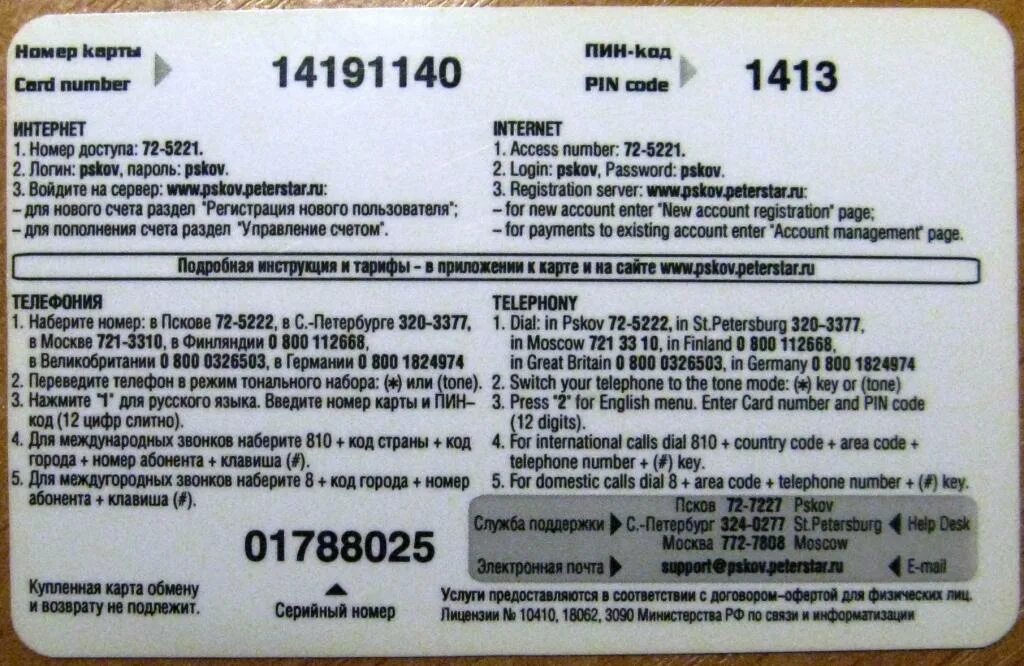 Номер карты
Card number
14191140
ПИН-код
PIN code
1413
ИНТЕРНЕТ
1. Номер доступа: 72-5221.
2. Логин: pskov, пароль: pskov.
3. Войдите на сервер: www.pskov.peterstar.ru:
– для нового счета раздел "Регистрация нового пользователя";
– для пополнения счета раздел "Управление счетом".
INTERNET
1. Access number: 72-5221.
2. Login: pskov, Password: pskov.
3. Registration server: www.pskov.peterstar.ru:
– for new account enter "New account registration" page;
– for payments to existing account enter "Account management" page.
Подробная инструкция и тарифы – в приложении к карте и на сайте www.pskov.peterstar.ru
ТЕЛЕФОНИЯ
1. Наберите номер: в Пскове 72-5222, в С.-Петербурге 320-3377,
в Москве 721-3310, в Финляндии 0 800 112668,
в Великобритании 0 800 0326503, в Германии 0 800 1824974
2. Переведите телефон в режим тонального набора: (*) или (tone).
3. Нажмите "1" для русского языка. Введите номер карты и ПИН-
код (12 цифр слитно).
4. Для международных звонков наберите 810 + код страны + код
города + номер абонента + клавиша (#).
5. Для междугородных звонков наберите 8 + код города + номер
абонента + клавиша (#).
TELEPHONY
1. Dial: in Pskov 72-5222, in St.Petersburg 320-3377,
in Moscow 721 33 10, in Finland 0 800 112668,
in Great Britain 0 800 0326503, in Germany 0 800 1824974
2. Switch your telephone to the tone mode: (*) key or (tone)
3. Press "2" for English menu. Enter Card number and PIN code
(12 digits).
4. For international calls dial 810 + country code + area code +
telephone number + (#) key.
5. For domestic calls dial 8 + area code + telephone number + (#) key.
Псков 72-7227 Pskov
Служба поддержки С.-Петербург 324-0277 St.Petersburg Help Desk
Москва 772-7808 Moscow
Электронная почта support@pskov.peterstar.ru E-mail
01788025
Серийный номер
Купленная карта обмену
и возврату не подлежит.
Услуги предоставляются в соответствии с договором-офертой для физических лиц.
Лицензии № 10410, 18062, 3090 Министерства РФ по связи и информатизации